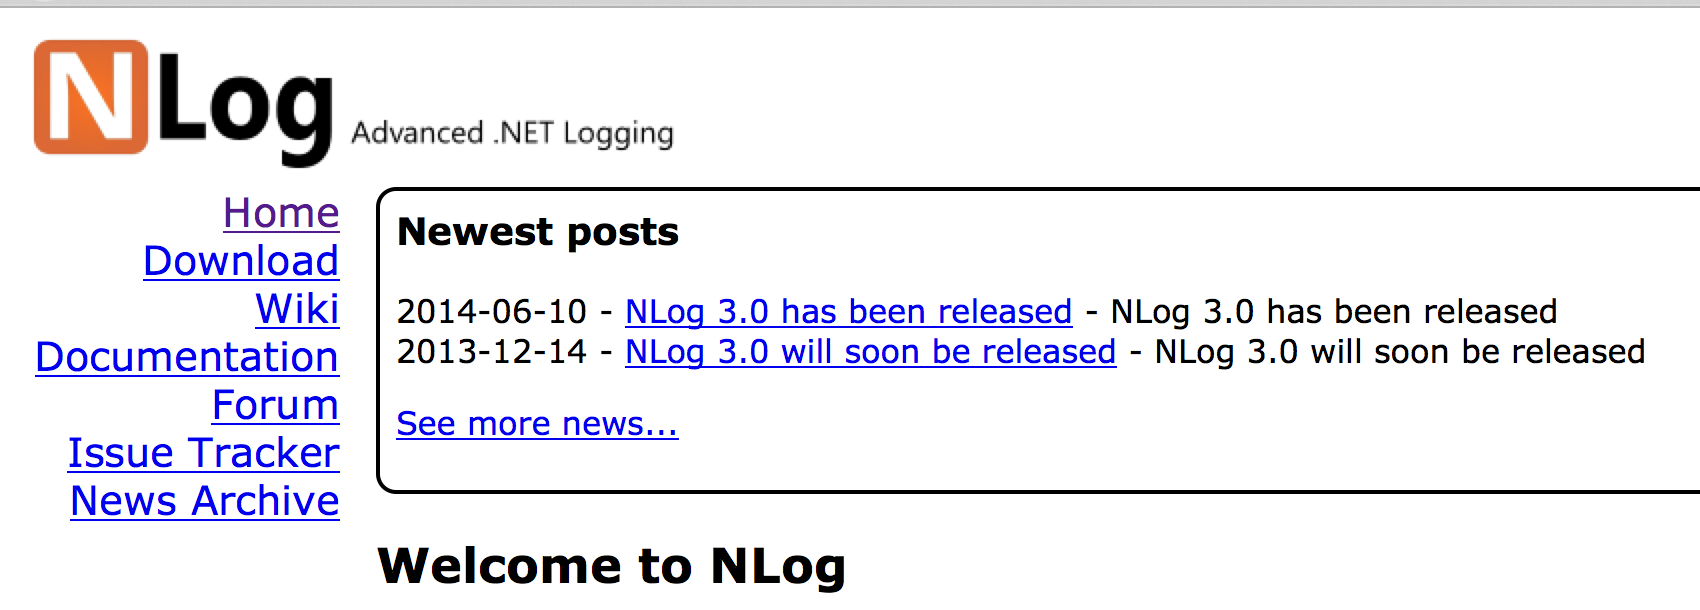 NLog Advanced .NET Logging
Home
Download
Wiki
Documentation
Forum
Issue Tracker
News Archive
Newest posts
2014-06-10 - NLog 3.0 has been released - NLog 3.0 has been released
2013-12-14 - NLog 3.0 will soon be released - NLog 3.0 will soon be released
See more news...
Welcome to NLog